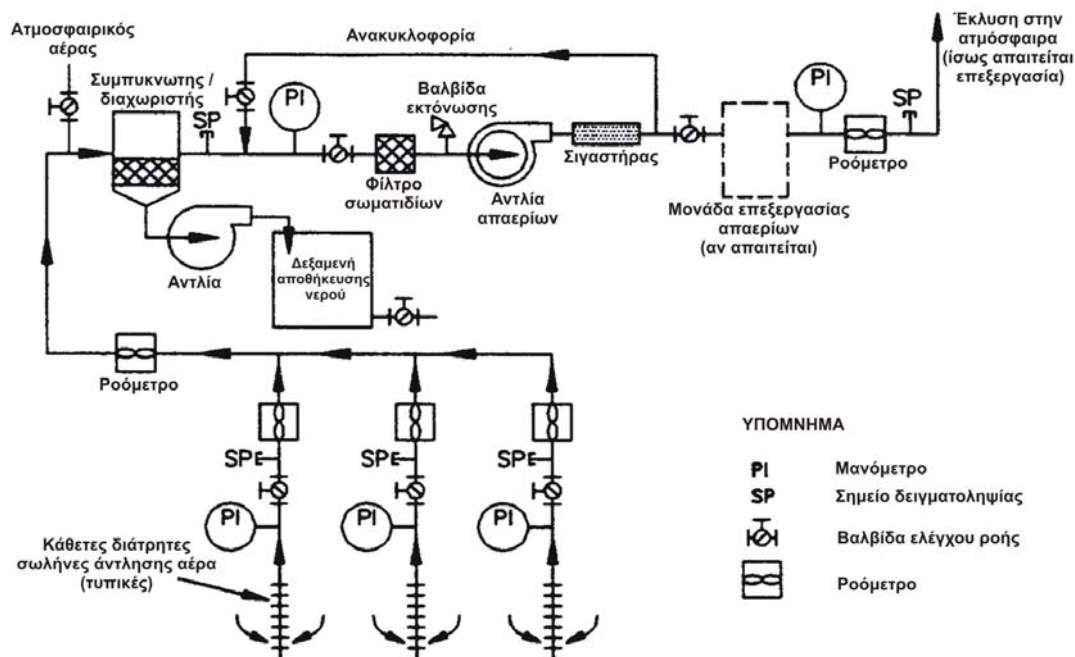 Ατμοσφαιρικός
αέρας
Συμπυκνωτης /
διαχωριστής
SP
Ανακυκλοφορία
PI
Βαλβίδα
εκτόνωσης
Φίλτρο
σωματιδίων
Αντλία
απαερίων
Σιγαστήρας
Μονάδα επεξεργασίας
απαερίων
(αν απαιτείται)
PI
Ροόμετρο
SP
Έκλυση στην
ατμόσφαιρα
(ίσως απαιτείται
επεξεργασία)
Αντλία
Δεξαμενή
αποθήκευσης
νερού
Ροόμετρο
SP
SP
SP
PI
PI
PI
Κάθετες διάτρητες
σωλήνες άντλησης αέρα
(τυπικές)
ΥΠΟΜΝΗΜΑ
PI Μανόμετρο
SP Σημείο δειγματοληψίας
Βαλβίδα ελέγχου ροής
Ροόμετρο